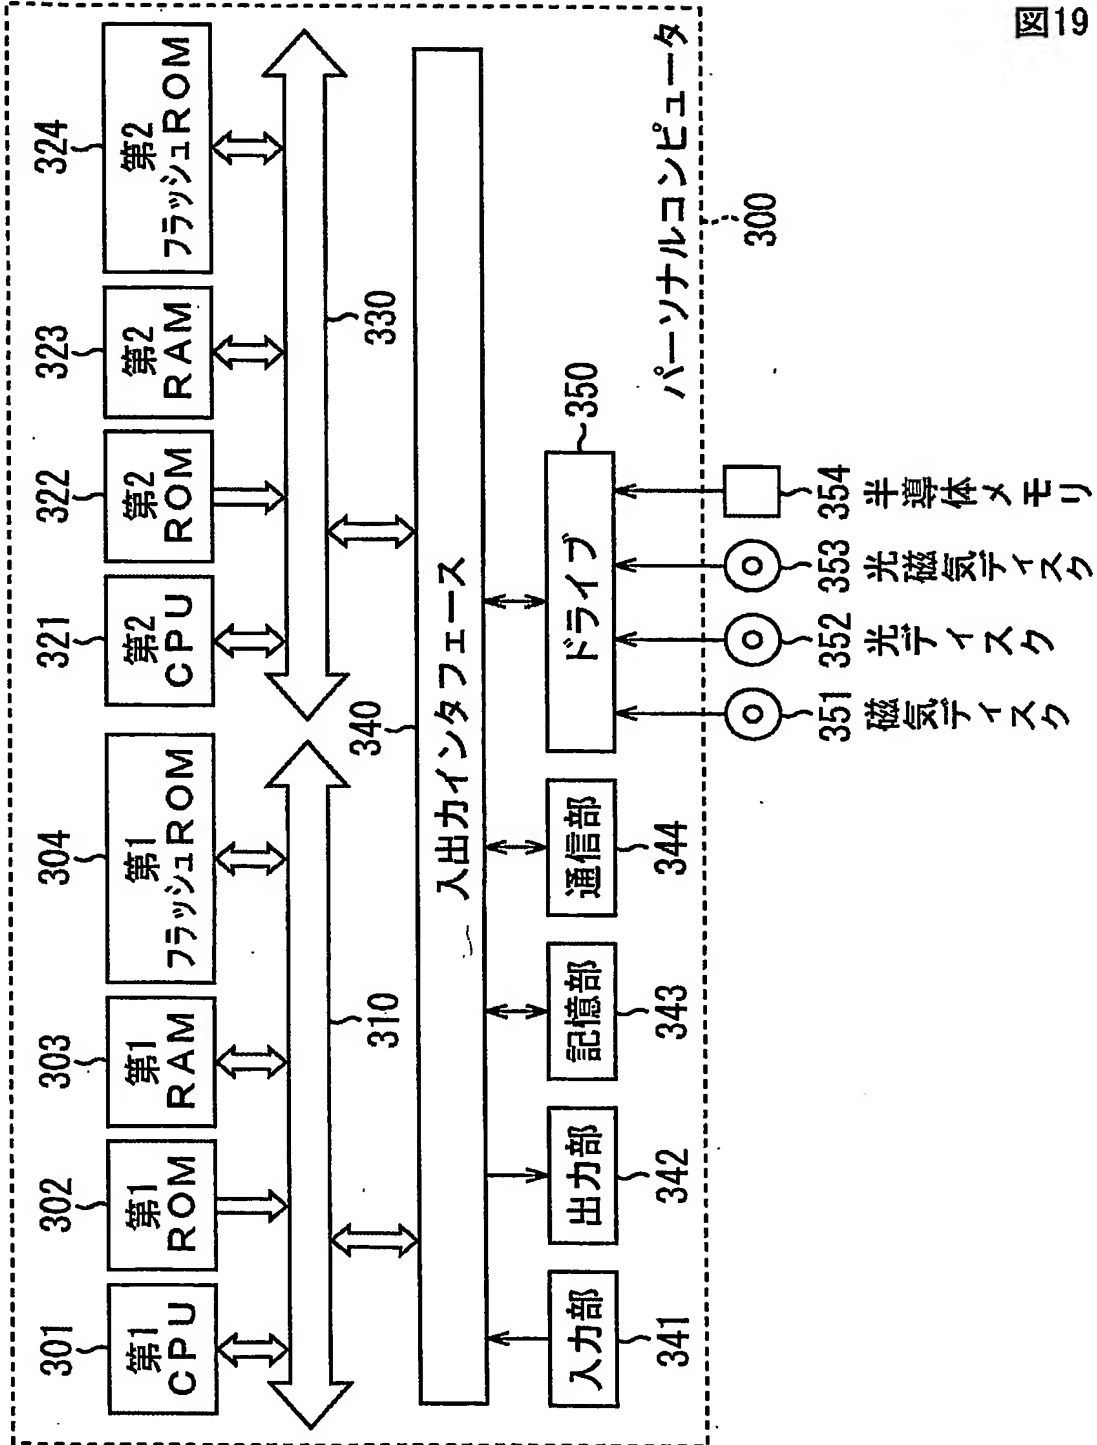 図19
301
302
303
304
321
322
323
324
第1
CPU
第1
ROM
第1
RAM
第1
フラッシュROM
第2
CPU
第2
ROM
第2
RAM
第2
フラッシュROM
310
340
330
入出力インタフェース
入力部
出力部
記憶部
通信部
ドライブ
350
341
342
343
344
パーソナルコンピュータ
300
351
352
353
354
磁気ディスク
光ディスク
光磁気ディスク
半導体メモリ